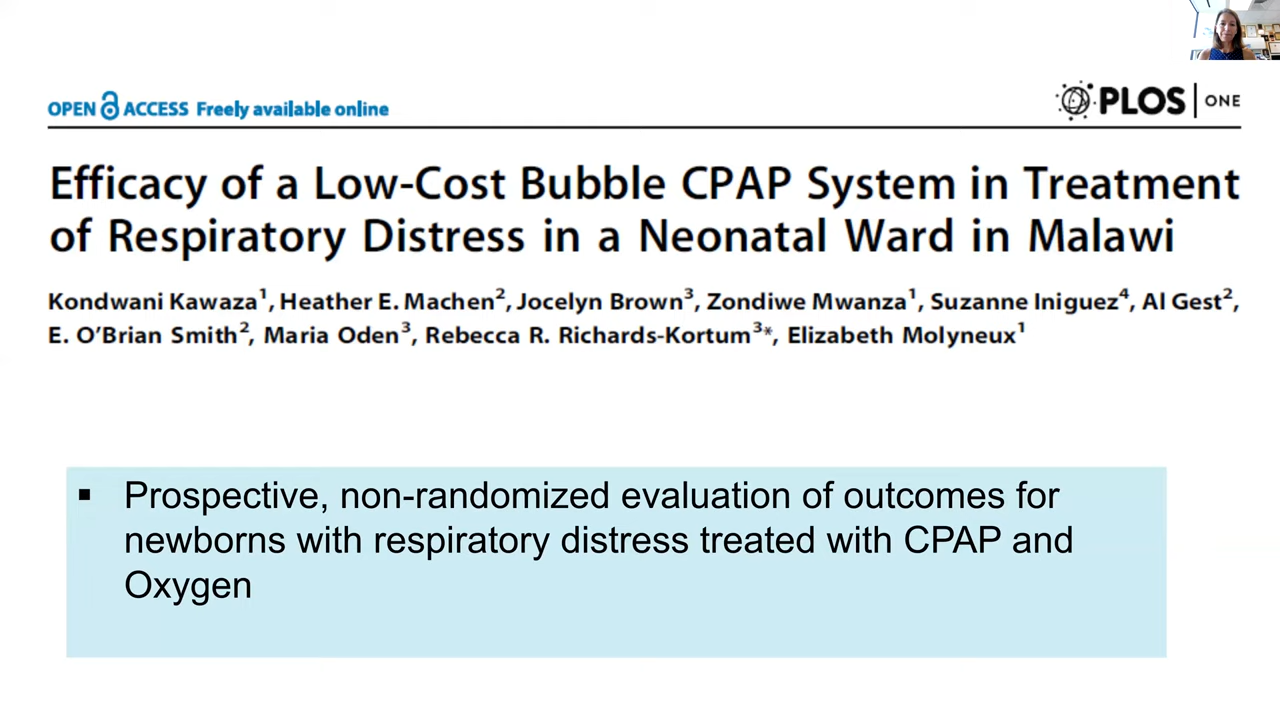 OPEN ACCESS Freely available online
PLOS | ONE
Efficacy of a Low-Cost Bubble CPAP System in Treatment
of Respiratory Distress in a Neonatal Ward in Malawi
Kondwani Kawaza1, Heather E. Machen2, Jocelyn Brown3, Zondiwe Mwanza1, Suzanne Iniguez4, Al Gest2,
E. O'Brian Smith2, Maria Oden3, Rebecca R. Richards-Kortum3*, Elizabeth Molyneux1
▪ Prospective, non-randomized evaluation of outcomes for
newborns with respiratory distress treated with CPAP and
Oxygen